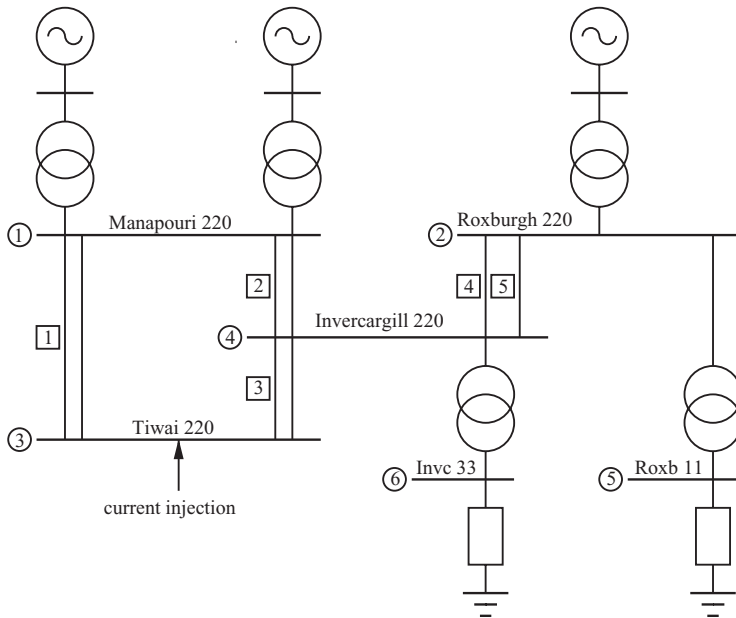 1
Manapouri 220
2
Roxburgh 220
2
4
5
1
4
Invercargill 220
3
3
Tiwai 220
6
Invc 33
5
Roxb 11
current injection